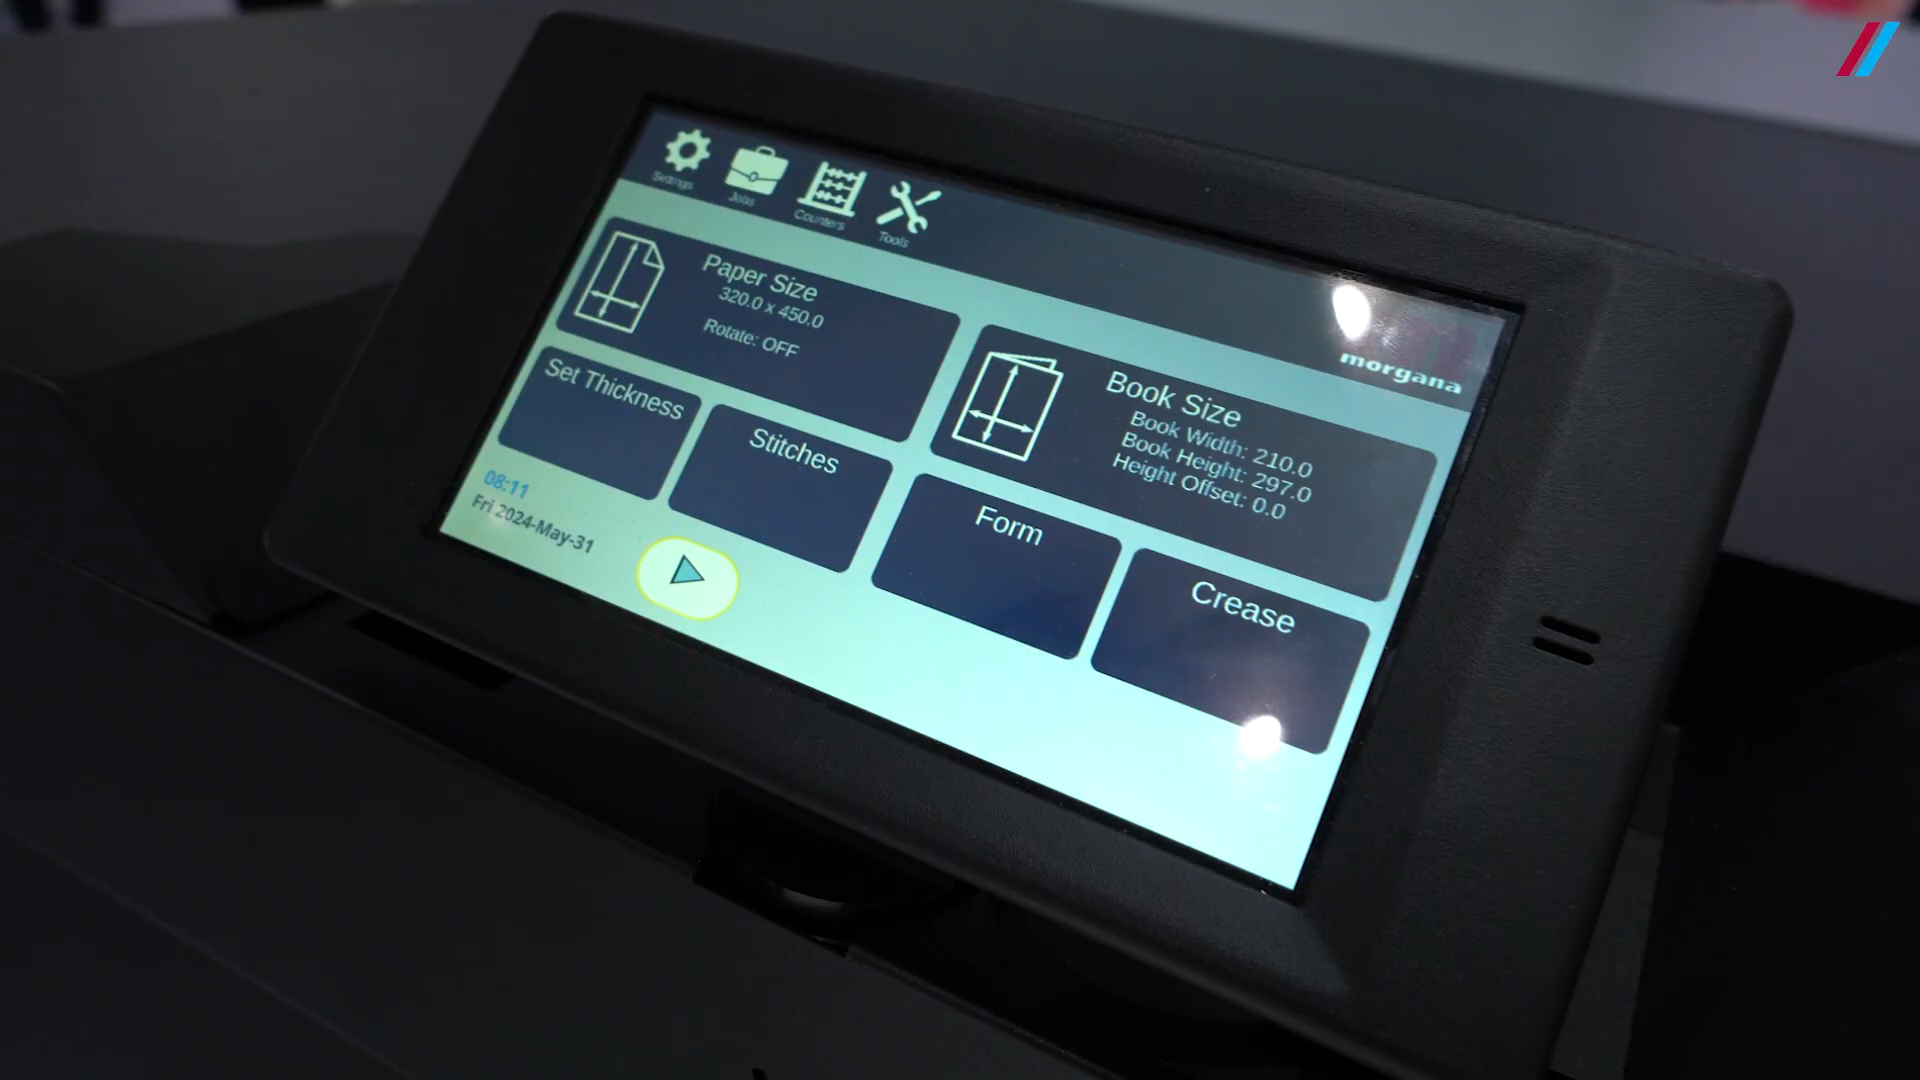 Settings
Jobs
Counters
Tools
morgana
Paper Size
320.0 x 450.0
Rotate: OFF
Book Size
Book Width: 210.0
Book Height: 297.0
Height Offset: 0.0
Set Thickness
Stitches
Form
Crease
08:11
Fri 2024-May-31